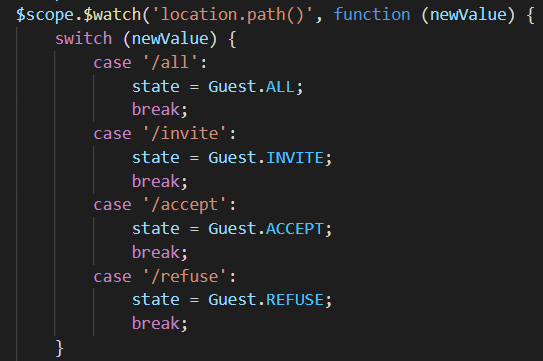 $scope.$watch('location.path()', function (newValue) {
switch (newValue) {
case '/all':
state = Guest.ALL;
break;
case '/invite':
state = Guest.INVITE;
break;
case '/accept':
state = Guest.ACCEPT;
break;
case '/refuse':
state = Guest.REFUSE;
break;
}